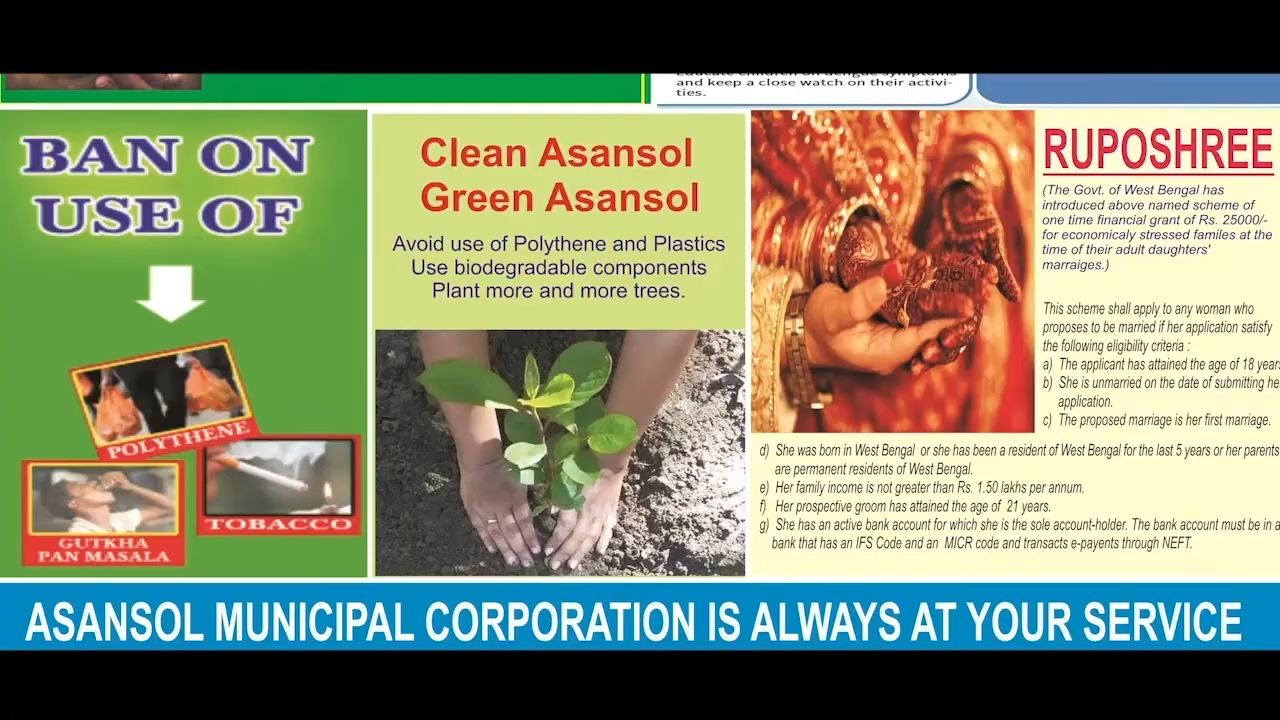 Educate children on dengue symptoms
and keep a close watch on their activi-
ties.
BAN ON
USE OF
POLYTHENE
TOBACCO
GUTKHA
PAN MASALA
Clean Asansol
Green Asansol
Avoid use of Polythene and Plastics
Use biodegradable components
Plant more and more trees.
RUPOSHREE
(The Govt. of West Bengal has
introduced above named scheme of
one time financial grant of Rs. 25000/-
for economicaly stressed familes at the
time of their adult daughters'
marraiges.)
This scheme shall apply to any woman who
proposes to be married if her application satisfy
the following eligibility criteria :
a) The applicant has attained the age of 18 years
b) She is unmarried on the date of submitting he
application.
c) The proposed marriage is her first marriage.
d) She was born in West Bengal or she has been a resident of West Bengal for the last 5 years or her parents
are permanent residents of West Bengal.
e) Her family income is not greater than Rs. 1.50 lakhs per annum.
f) Her prospective groom has attained the age of 21 years.
g) She has an active bank account for which she is the sole account-holder. The bank account must be in a
bank that has an IFS Code and an MICR code and transacts e-payents through NEFT.
ASANSOL MUNICIPAL CORPORATION IS ALWAYS AT YOUR SERVICE